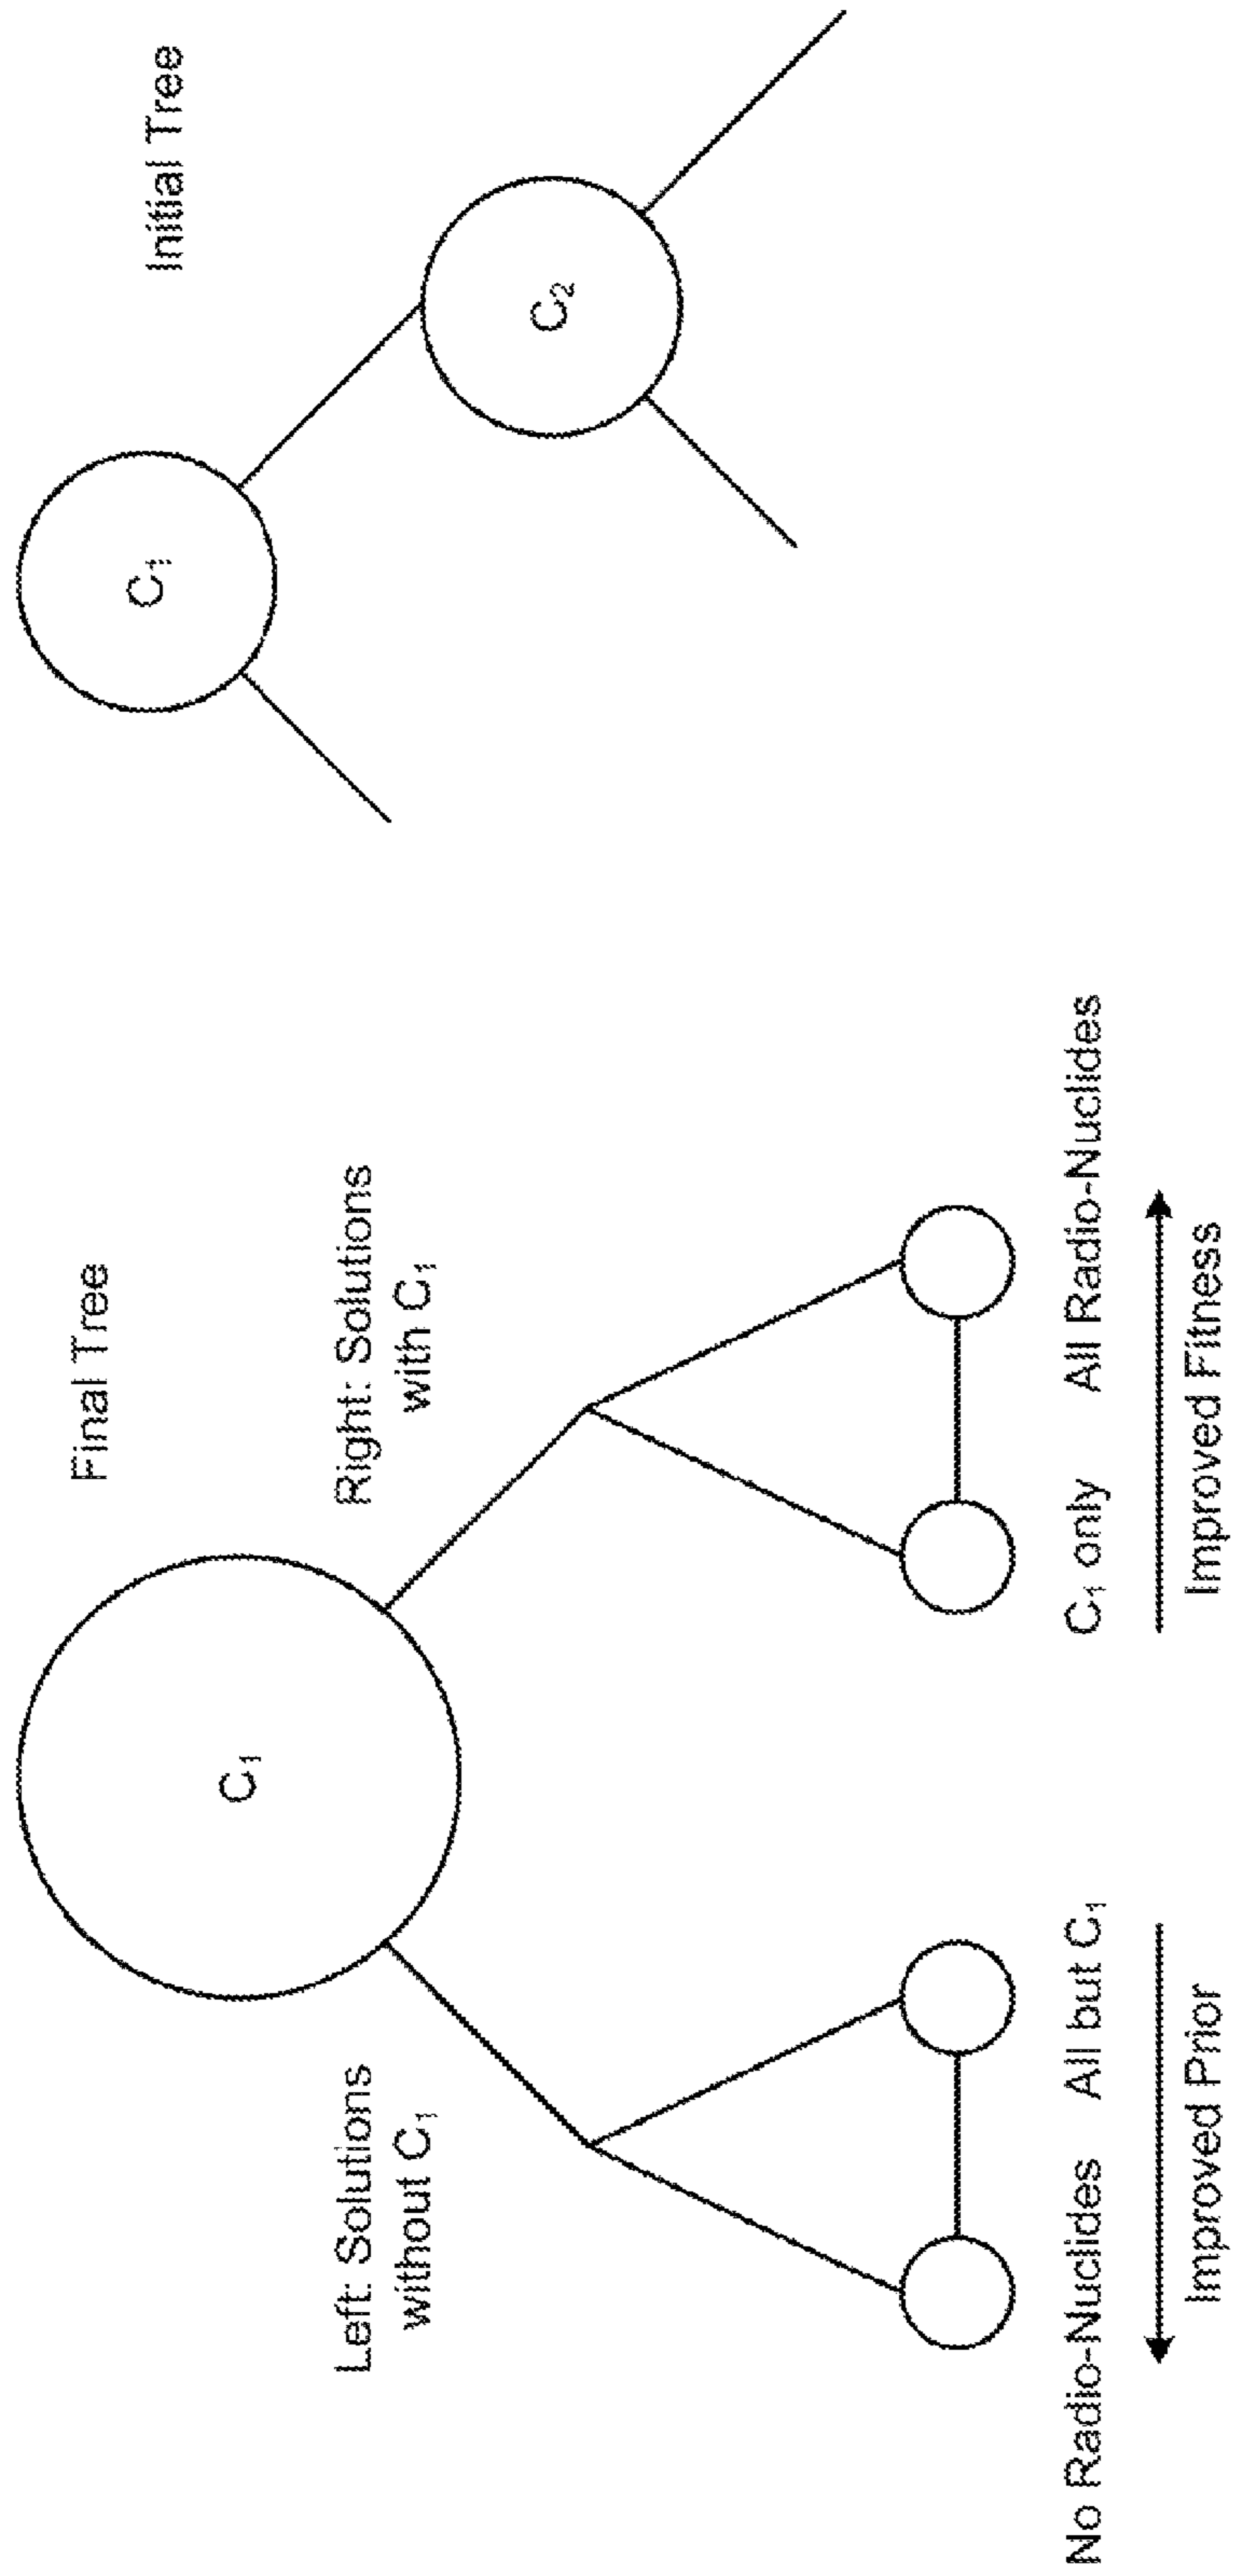 Final Tree
Left: Solutions
without C₁
C₁
Right: Solutions
with C₁
No Radio-Nuclides
All but C₁
C₁ only
All Radio-Nuclides
Improved Prior
Improved Fitness
Initial Tree
C₁
C₂